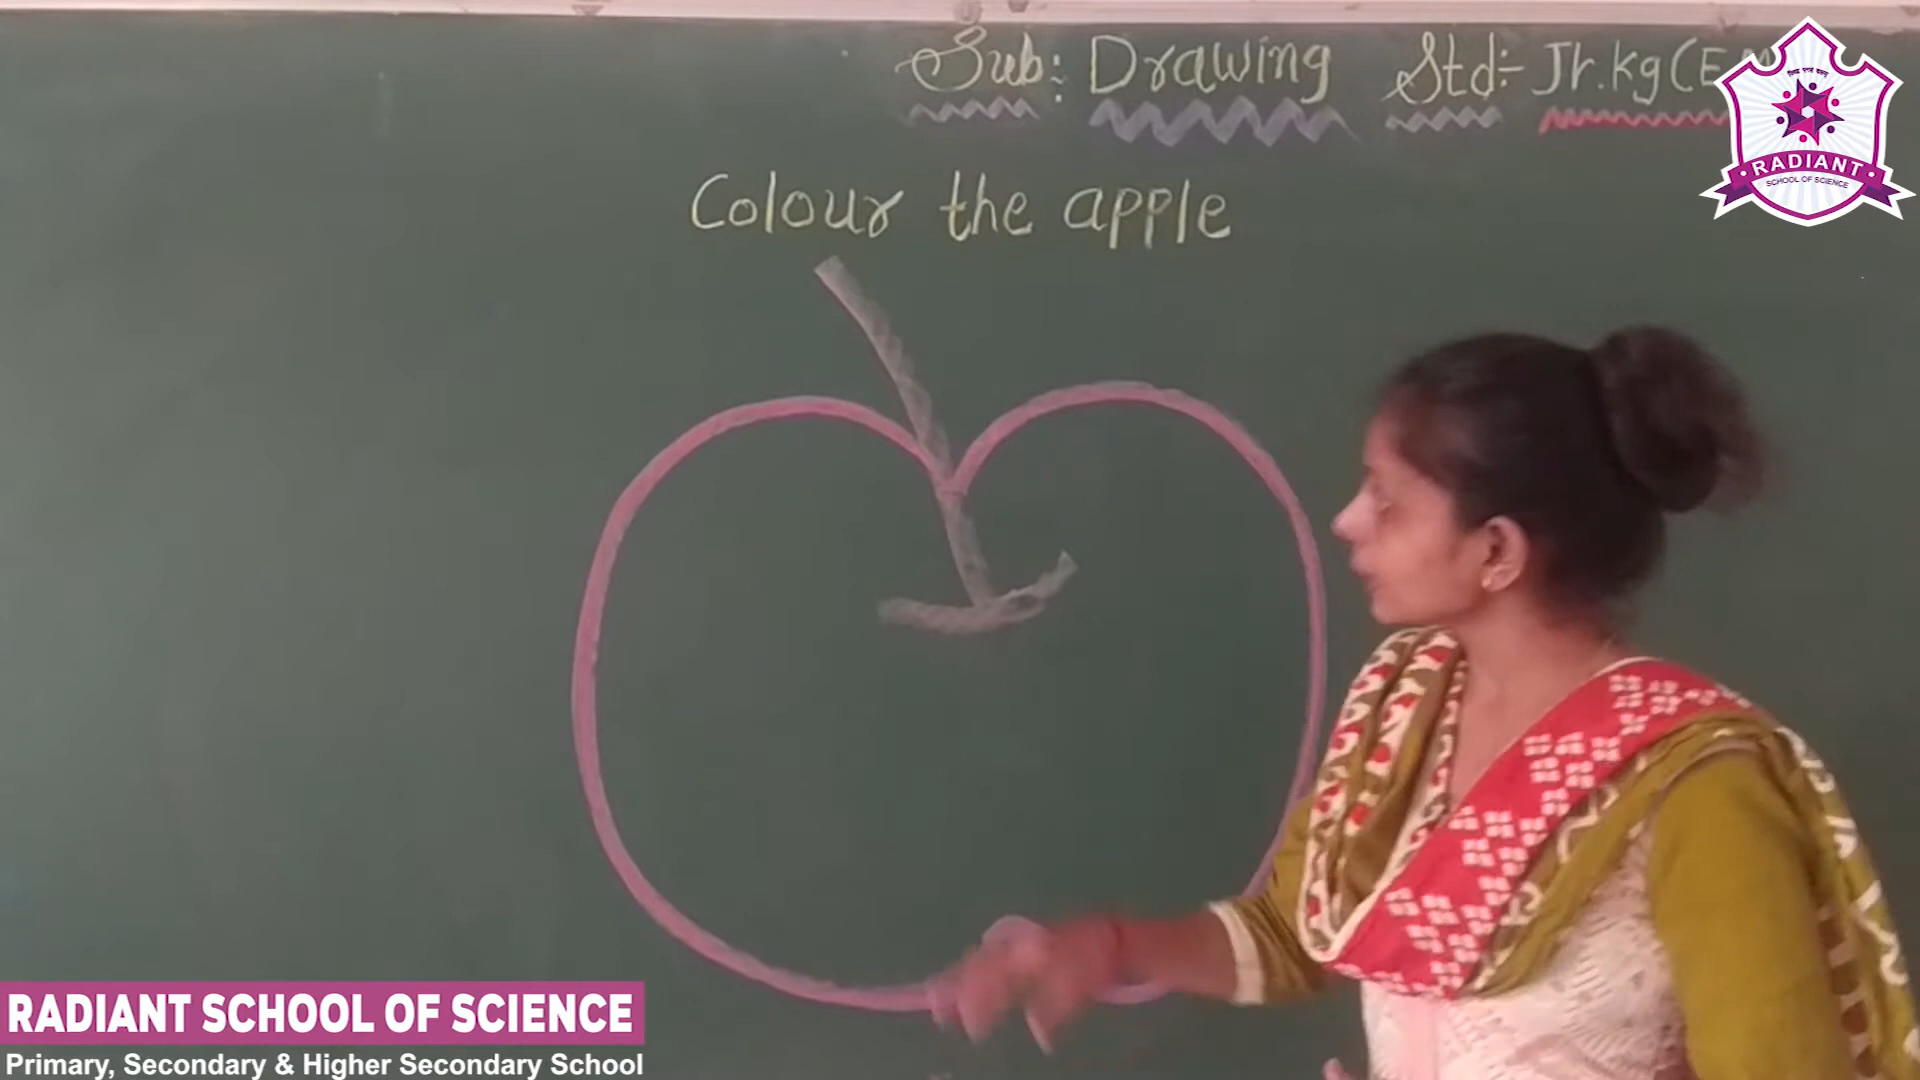 Sub: Drawing Std:- Jr.kg (E
Colour the apple
RADIANT
SCHOOL OF SCIENCE
RADIANT SCHOOL OF SCIENCE
Primary, Secondary & Higher Secondary School